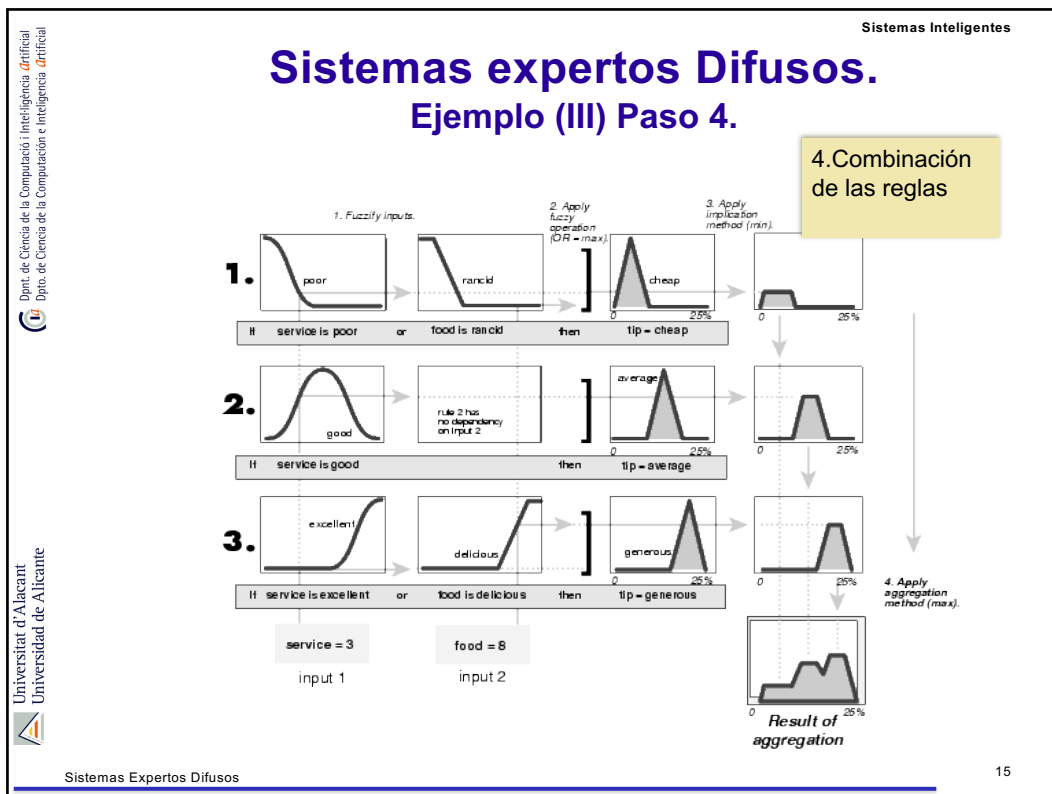 Sistemas Inteligentes
Dpnt. de Ciència de la Computació i Intel·ligència artificial
Dpto. de Ciencia de la Computación e Inteligencia artificial
Sistemas expertos Difusos.
Ejemplo (III) Paso 4.
4.Combinación
de las reglas
1. Fuzzify inputs.
2. Apply
fuzzy
operation
(OR = max).
3. Apply
implication
method (min).
1.
poor
rancid
cheap
0 25%
0 25%
If service is poor or food is rancid then tip = cheap
2.
good
rule 2 has
no dependency
on input 2
average
0 25%
0 25%
If service is good then tip = average
3.
excellent
delicious
generous
0 25%
0 25%
If service is excellent or food is delicious then tip = generous
4. Apply
aggregation
method (max).
service = 3
input 1
food = 8
input 2
0 25%
Result of
aggregation
Universitat d'Alacant
Universidad de Alicante
Sistemas Expertos Difusos
15